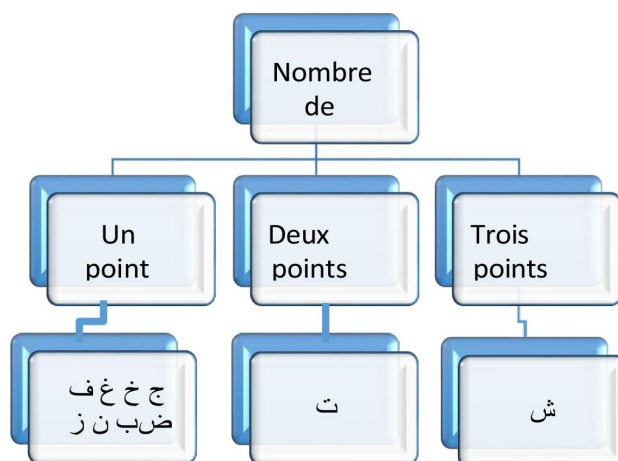 Nombre
de
Un
point
Deux
points
Trois
points
ج خ غ ف
ض ب ن ز
ت
ش